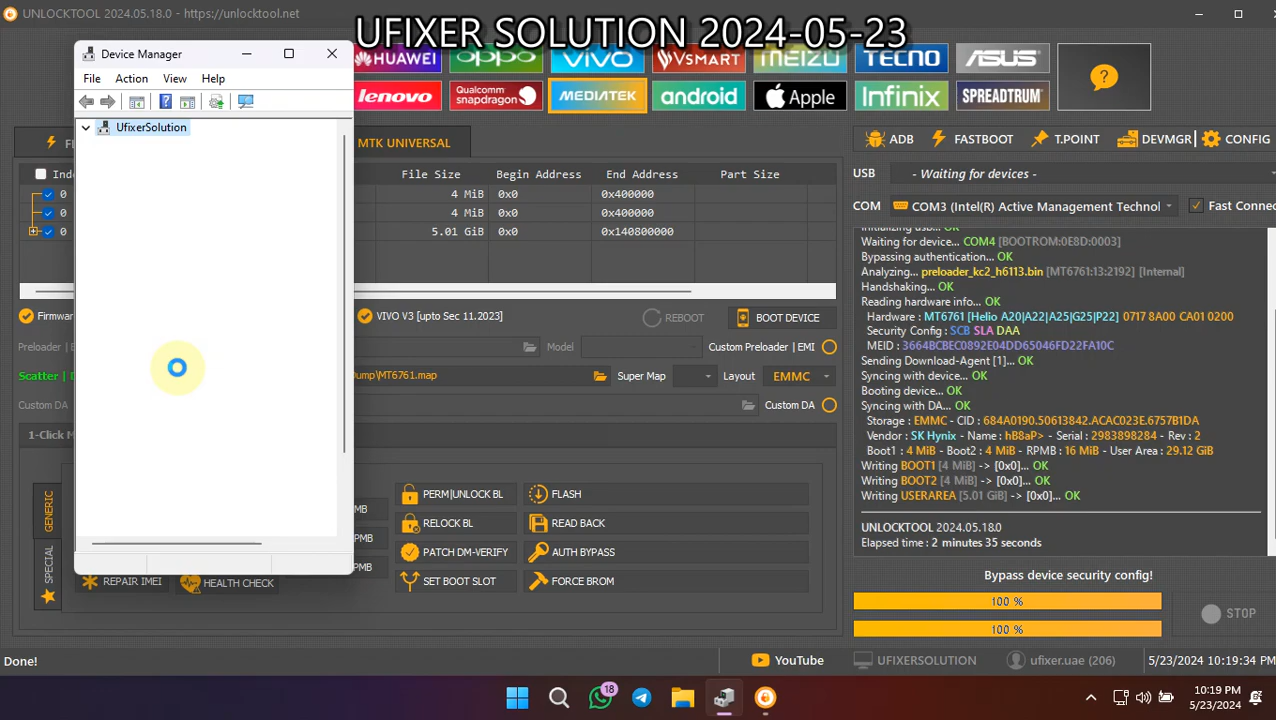 UNLOCKTOOL 2024.05.18.0 - https://unlocktool.net
UFIXER SOLUTION 2024-05-23
Device Manager
File Action View Help
UfixerSolution
HUAWEI oppo vivo VSMART MEIZU TECNO ASUS
lenovo Qualcomm snapdragon MEDIATEK android Apple Infinix SPREADTRUM
?
MTK UNIVERSAL
ADB FASTBOOT T.POINT DEVMGR CONFIG
File Size Begin Address End Address Part Size
0 4 MiB 0x0 0x400000
0 4 MiB 0x0 0x400000
0 5.01 GiB 0x0 0x140800000
USB - Waiting for devices -
COM COM3 (Intel(R) Active Management Technol Fast Connec
VIVO V3 [upto Sec 11.2023] REBOOT BOOT DEVICE
Model Custom Preloader | EMI
Dump\MT6761.map Super Map Layout EMMC
Custom DA Custom DA
PERM|UNLOCK BL FLASH
RELOCK BL READ BACK
PATCH DM-VERIFY AUTH BYPASS
SET BOOT SLOT FORCE BROM
GENERIC
SPECIAL
REPAIR IMEI HEALTH CHECK
Initializing usb... OK
Waiting for device... COM4 [BOOTROM:0E8D:0003]
Bypassing authentication... OK
Analyzing... preloader_kc2_h6113.bin [MT6761:13:2192] [Internal]
Handshaking... OK
Reading hardware info... OK
Hardware : MT6761 [Helio A20|A22|A25|G25|P22] 0717 8A00 CA01 0200
Security Config : SCB SLA DAA
MEID : 3664BCBEC0892E04DD65046FD22FA10C
Sending Download-Agent [1]... OK
Syncing with device... OK
Booting device... OK
Syncing with DA... OK
Storage : EMMC - CID : 684A0190.50613842.ACAC023E.6757B1DA
Vendor : SK Hynix - Name : hB8aP> - Serial : 2983898284 - Rev : 2
Boot1 : 4 MiB - Boot2 : 4 MiB - RPMB : 16 MiB - User Area : 29.12 GiB
Writing BOOT1 [4 MiB] -> [0x0]... OK
Writing BOOT2 [4 MiB] -> [0x0]... OK
Writing USERAREA [5.01 GiB] -> [0x0]... OK
UNLOCKTOOL 2024.05.18.0
Elapsed time : 2 minutes 35 seconds
Bypass device security config!
100 %
100 %
STOP
Done! YouTube UFIXERSOLUTION ufixer.uae (206) 5/23/2024 10:19:34 PM
18
10:19 PM
5/23/2024